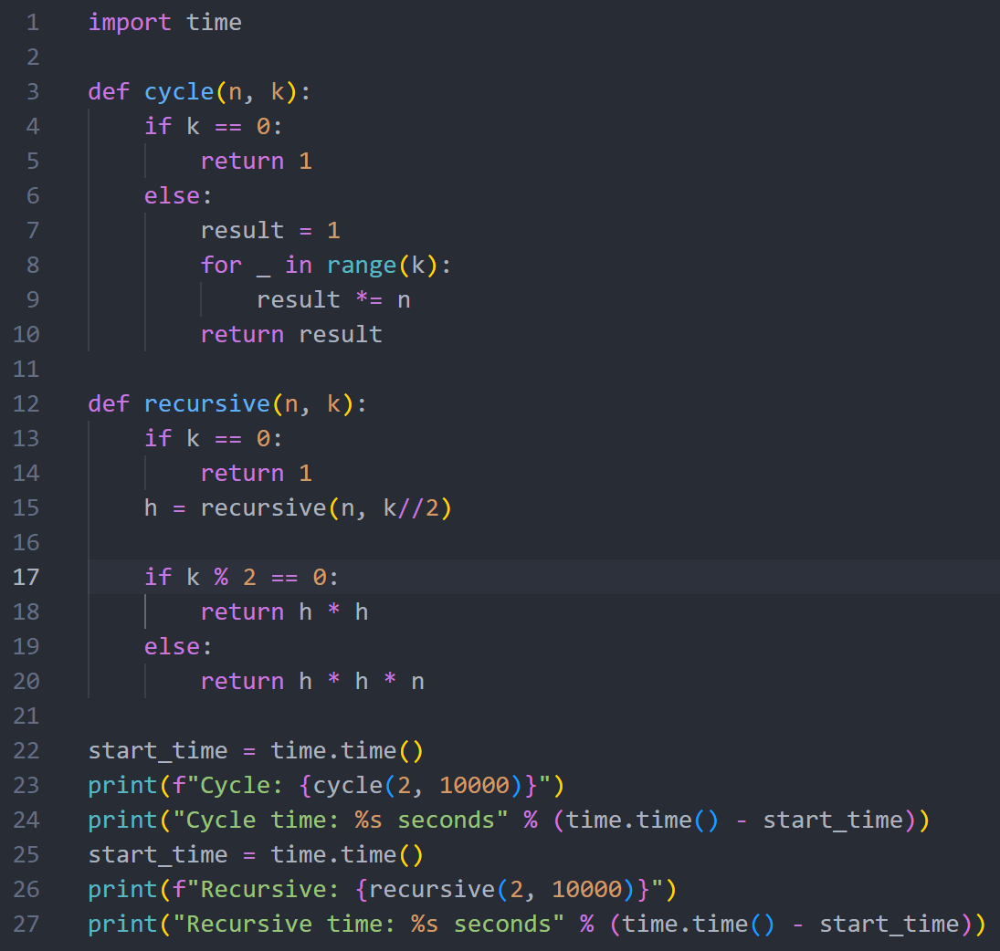 1 import time
2
3 def cycle(n, k):
4     if k == 0:
5         return 1
6     else:
7         result = 1
8         for _ in range(k):
9             result *= n
10         return result
11
12 def recursive(n, k):
13     if k == 0:
14         return 1
15     h = recursive(n, k//2)
16
17     if k % 2 == 0:
18         return h * h
19     else:
20         return h * h * n
21
22 start_time = time.time()
23 print(f"Cycle: {cycle(2, 10000)}")
24 print("Cycle time: %s seconds" % (time.time() - start_time))
25 start_time = time.time()
26 print(f"Recursive: {recursive(2, 10000)}")
27 print("Recursive time: %s seconds" % (time.time() - start_time))